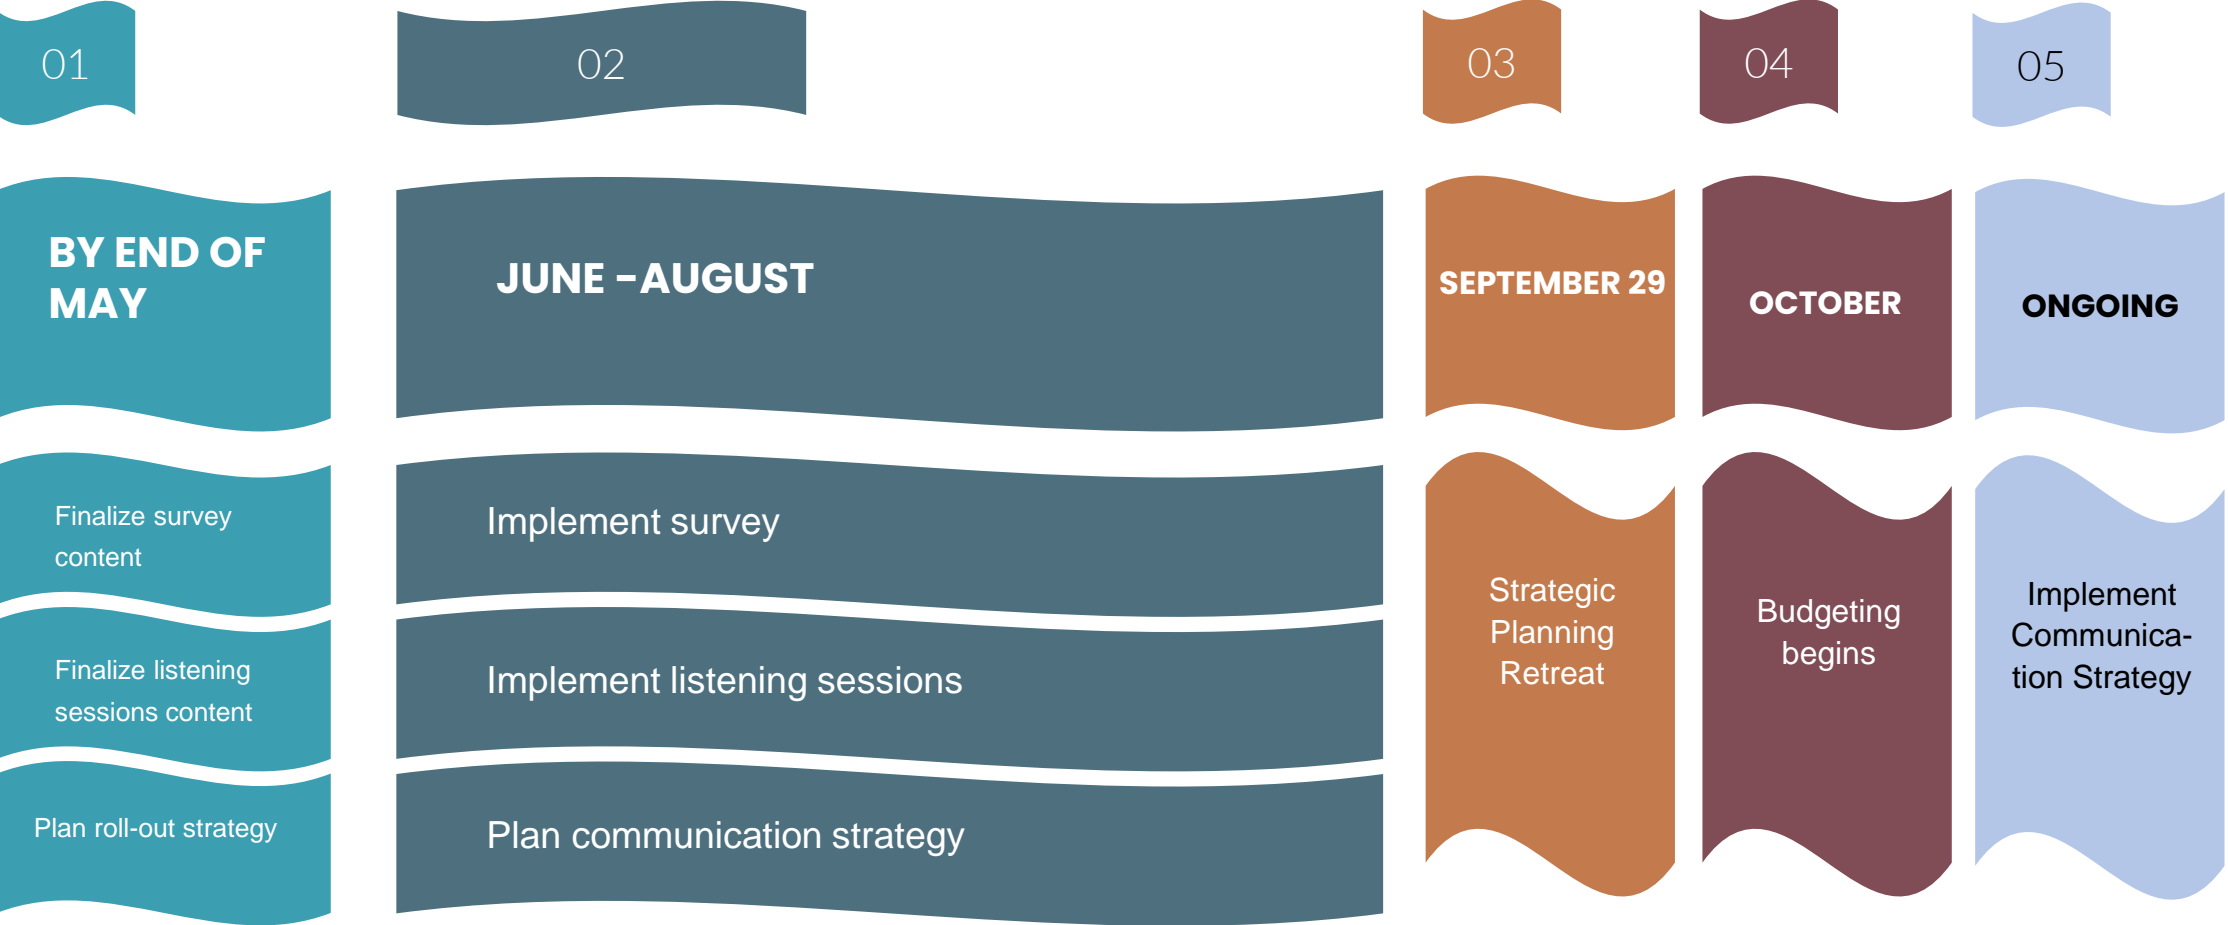 01
02
03
04
05
BY END OF
MAY
JUNE –AUGUST
SEPTEMBER 29
OCTOBER
ONGOING
Finalize survey
content
Finalize listening
sessions content
Plan roll-out strategy
Implement survey
Implement listening sessions
Plan communication strategy
Strategic
Planning
Retreat
Budgeting
begins
Implement
Communica-
tion Strategy